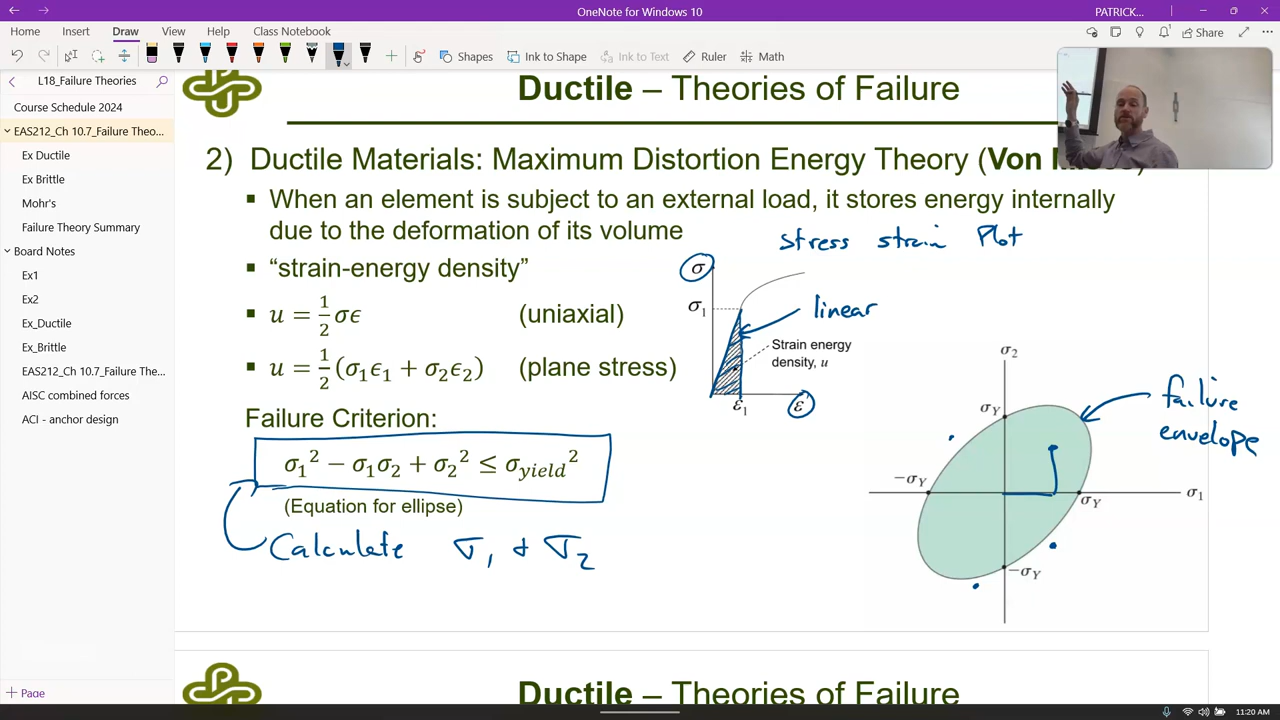 OneNote for Windows 10
PATRICK...
Home
Insert
Draw
View
Help
Class Notebook
Share
Shapes
Ink to Shape
Ink to Text
Ruler
Math
L18_Failure Theories
Course Schedule 2024
EAS212_Ch 10.7_Failure Theo...
Ex Ductile
Ex Brittle
Mohr's
Failure Theory Summary
Board Notes
Ex1
Ex2
Ex_Ductile
Ex_Brittle
EAS212_Ch 10.7_Failure The...
AISC combined forces
ACI - anchor design
Page
Ductile – Theories of Failure
2) Ductile Materials: Maximum Distortion Energy Theory (Von
When an element is subject to an external load, it stores energy internally
due to the deformation of its volume
stress strain Plot
"strain-energy density"
u = 1/2 σϵ (uniaxial)
u = 1/2 (σ₁ϵ₁ + σ₂ϵ₂) (plane stress)
σ
σ₁
linear
Strain energy
density, u
ε₁
ε
Failure Criterion:
σ₁² − σ₁σ₂ + σ₂² ≤ σyield²
(Equation for ellipse)
Calculate σ₁ + σ₂
σ₂
σY
−σY
σ₁
σY
−σY
failure
envelope
Ductile – Theories of Failure
11:20 AM